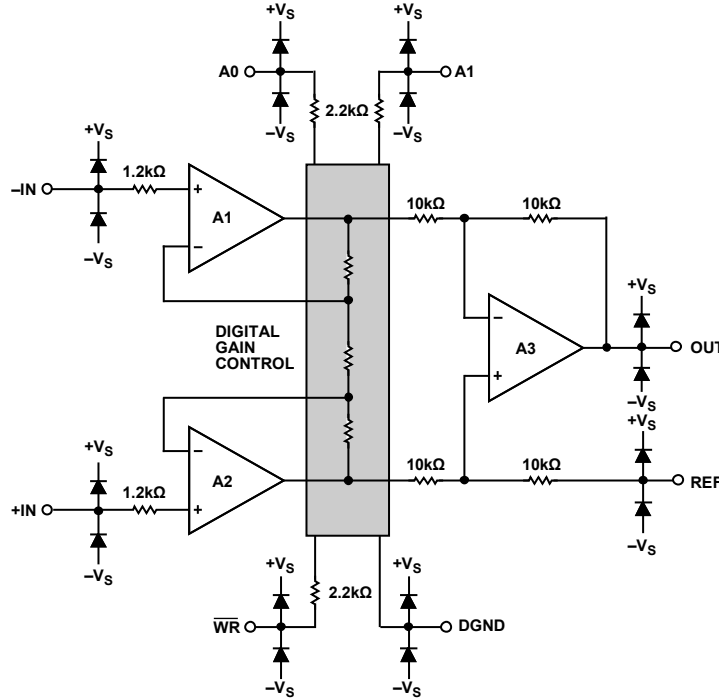 +VS +VS
A0 A1
2.2kΩ
–VS 2.2kΩ –VS
+VS
1.2kΩ 10kΩ 10kΩ
–IN
+
A1
–
–VS
+VS
DIGITAL
GAIN
CONTROL
–
A3
+
OUT
–VS
+VS
+VS
–
A2
1.2kΩ 10kΩ 10kΩ
+IN
+
REF
–VS
–VS
+VS +VS
2.2kΩ
WR DGND
–VS –VS